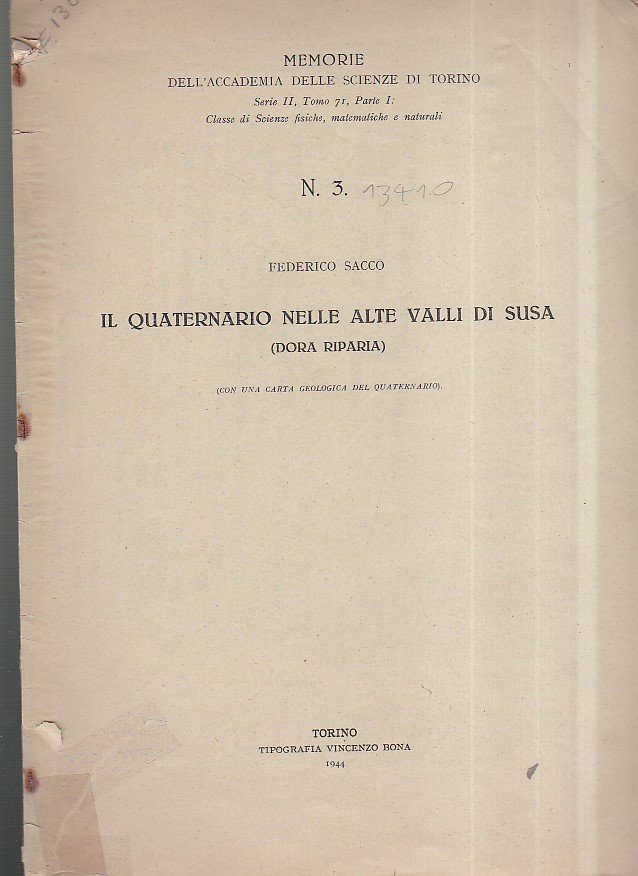 MEMORIE
DELL'ACCADEMIA DELLE SCIENZE DI TORINO
Serie II, Tomo 71, Parte I:
Classe di Scienze fisiche, matematiche e naturali
N. 3. 13410
FEDERICO SACCO
IL QUATERNARIO NELLE ALTE VALLI DI SUSA
(DORA RIPARIA)
(CON UNA CARTA GEOLOGICA DEL QUATERNARIO).
TORINO
TIPOGRAFIA VINCENZO BONA
1944